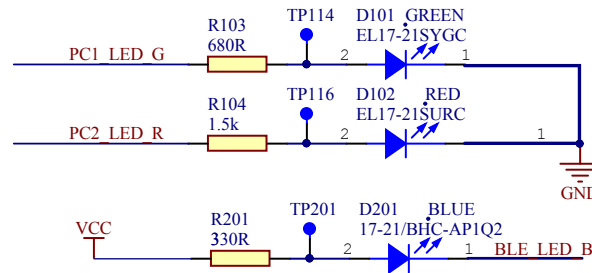 R103
680R
TP114
D101 GREEN
EL17-21SYGC
PC1_LED_G
2
1
R104
1.5k
TP116
D102 RED
EL17-21SURC
PC2_LED_R
2
1
GND
VCC
R201
330R
TP201
D201 BLUE
17-21/BHC-AP1Q2
2
1
BLE_LED_B